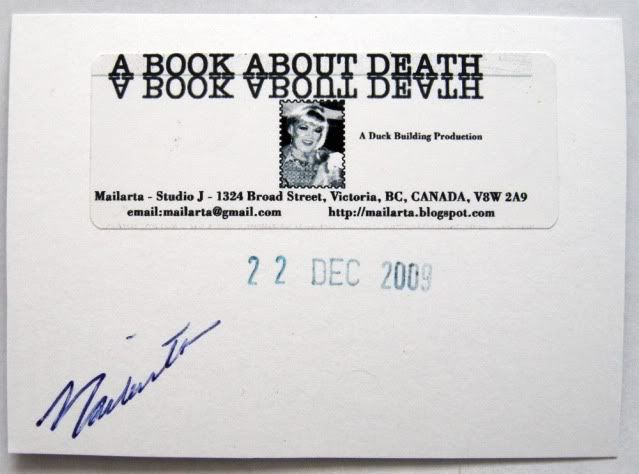 A BOOK ABOUT DEATH
A BOOK ABOUT DEATH
A Duck Building Production
Mailarta - Studio J - 1324 Broad Street, Victoria, BC, CANADA, V8W 2A9
email:mailarta@gmail.com http://mailarta.blogspot.com
22 DEC 2009
Mailarta